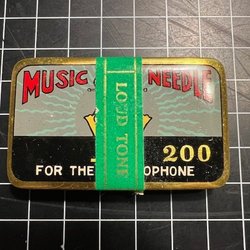 MUSIC NEEDLE
LOUD TONE
200
FOR THE OPHONE